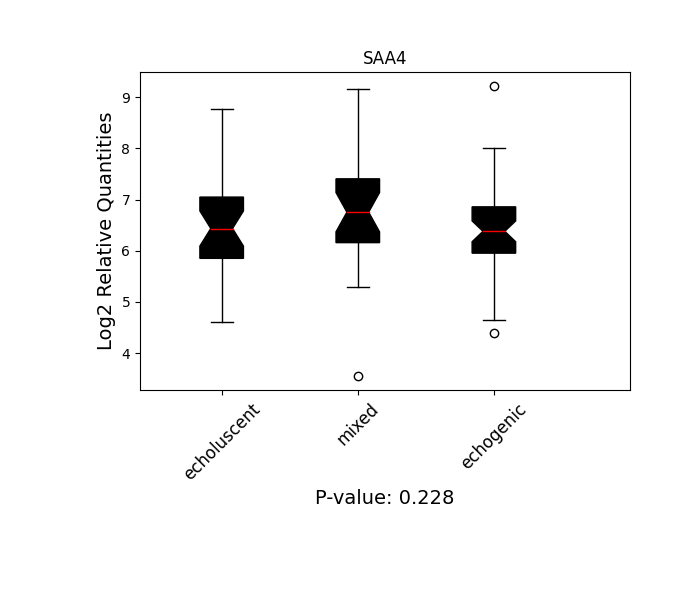 SAA4
Log2 Relative Quantities
9
8
7
6
5
4
echoluscent
mixed
echogenic
P-value: 0.228